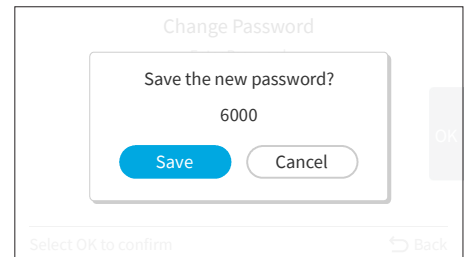 Change Password
Save the new password?
6000
Save Cancel
OK
Select OK to confirm Back